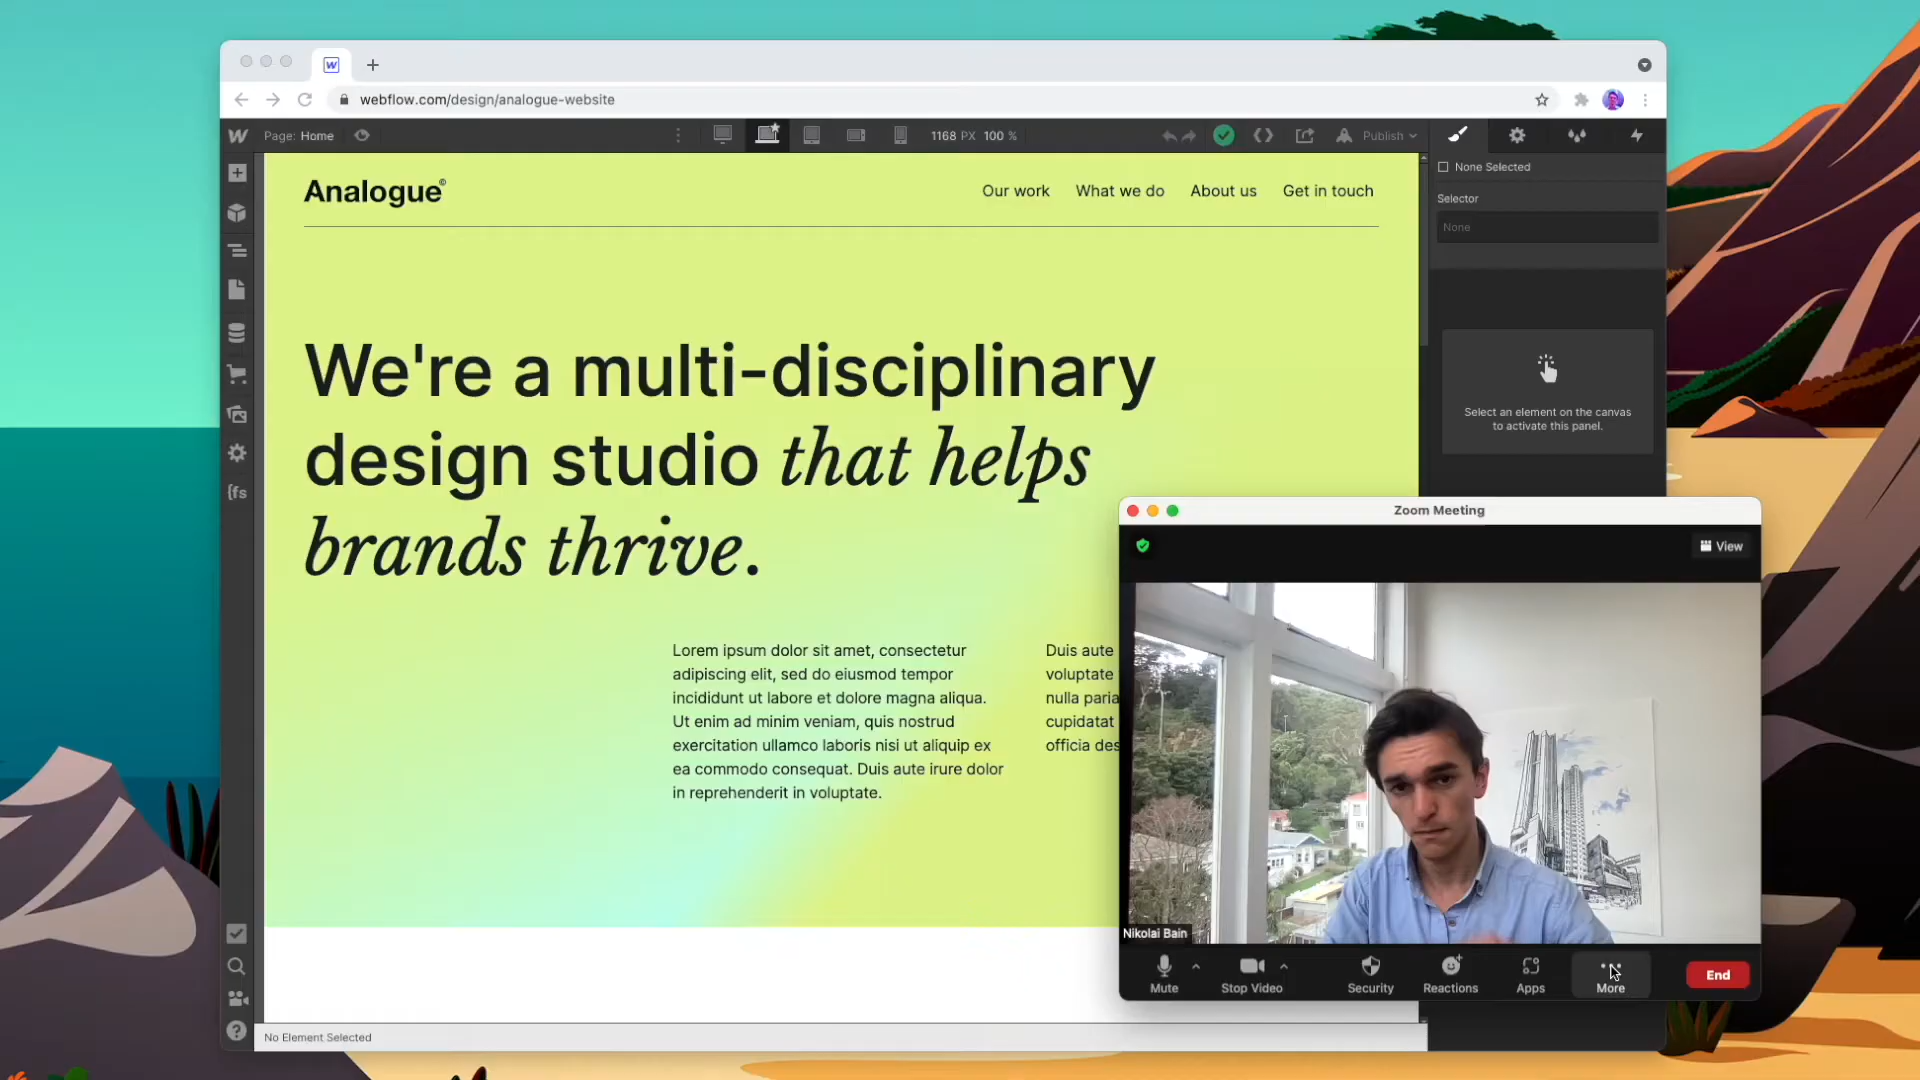 webflow.com/design/analogue-website
Page: Home
1168 PX 100 %
Publish
Analogue©
Our work What we do About us Get in touch
None Selected
Selector
None
Select an element on the canvas
to activate this panel.
We're a multi-disciplinary
design studio that helps
brands thrive.
Lorem ipsum dolor sit amet, consectetur
adipiscing elit, sed do eiusmod tempor
incididunt ut labore et dolore magna aliqua.
Ut enim ad minim veniam, quis nostrud
exercitation ullamco laboris nisi ut aliquip ex
ea commodo consequat. Duis aute irure dolor
in reprehenderit in voluptate.
Duis aute
voluptate
nulla paria
cupidatat
officia des
Zoom Meeting
View
Nikolai Bain
Mute Stop Video Security Reactions Apps More End
No Element Selected